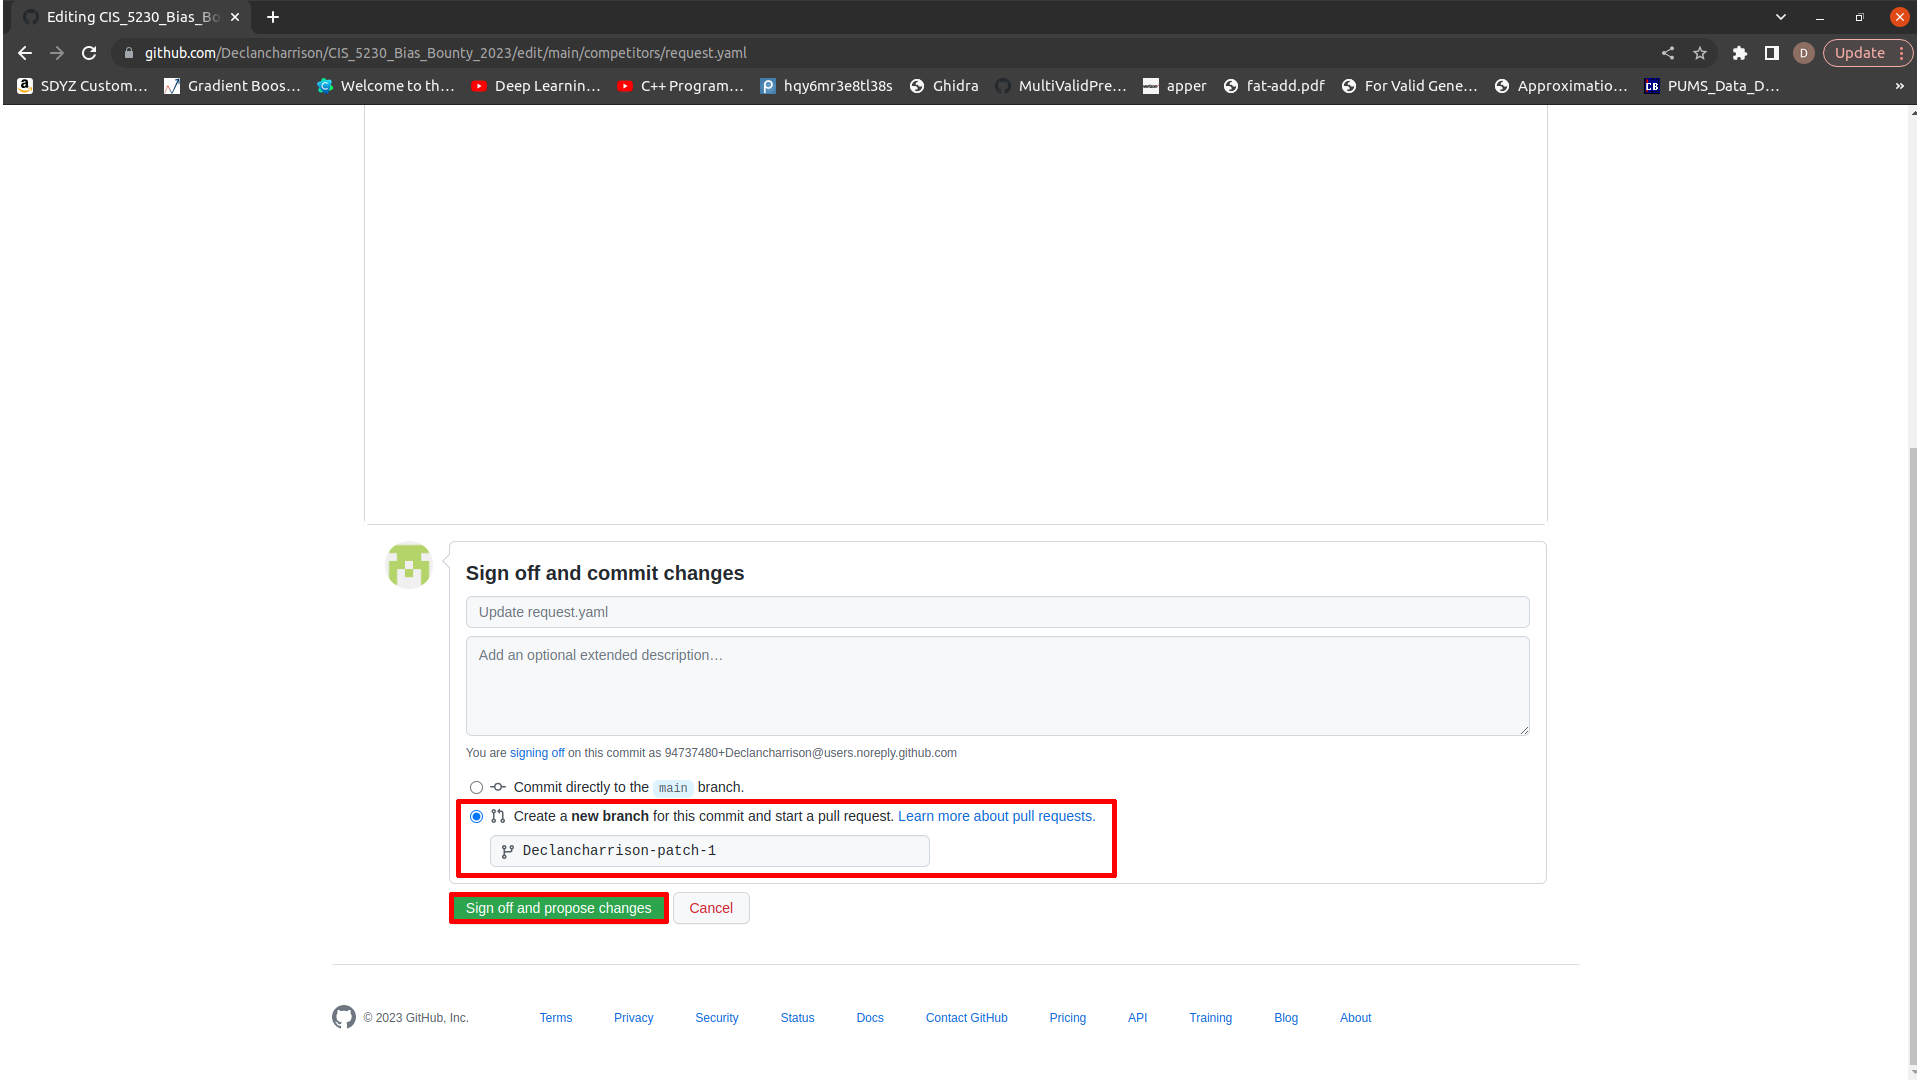 Editing CIS_5230_Bias_Bo
github.com/Declancharrison/CIS_5230_Bias_Bounty_2023/edit/main/competitors/request.yaml
D
Update
SDYZ Custom…
Gradient Boos…
Welcome to th…
Deep Learnin…
C++ Program…
hqy6mr3e8tl38s
Ghidra
MultiValidPre…
apper
fat-add.pdf
For Valid Gene…
Approximatio…
CB PUMS_Data_D…
»
Sign off and commit changes
Update request.yaml
Add an optional extended description…
You are signing off on this commit as 94737480+Declancharrison@users.noreply.github.com
Commit directly to the main branch.
Create a new branch for this commit and start a pull request. Learn more about pull requests.
Declancharrison-patch-1
Sign off and propose changes
Cancel
© 2023 GitHub, Inc.
Terms
Privacy
Security
Status
Docs
Contact GitHub
Pricing
API
Training
Blog
About